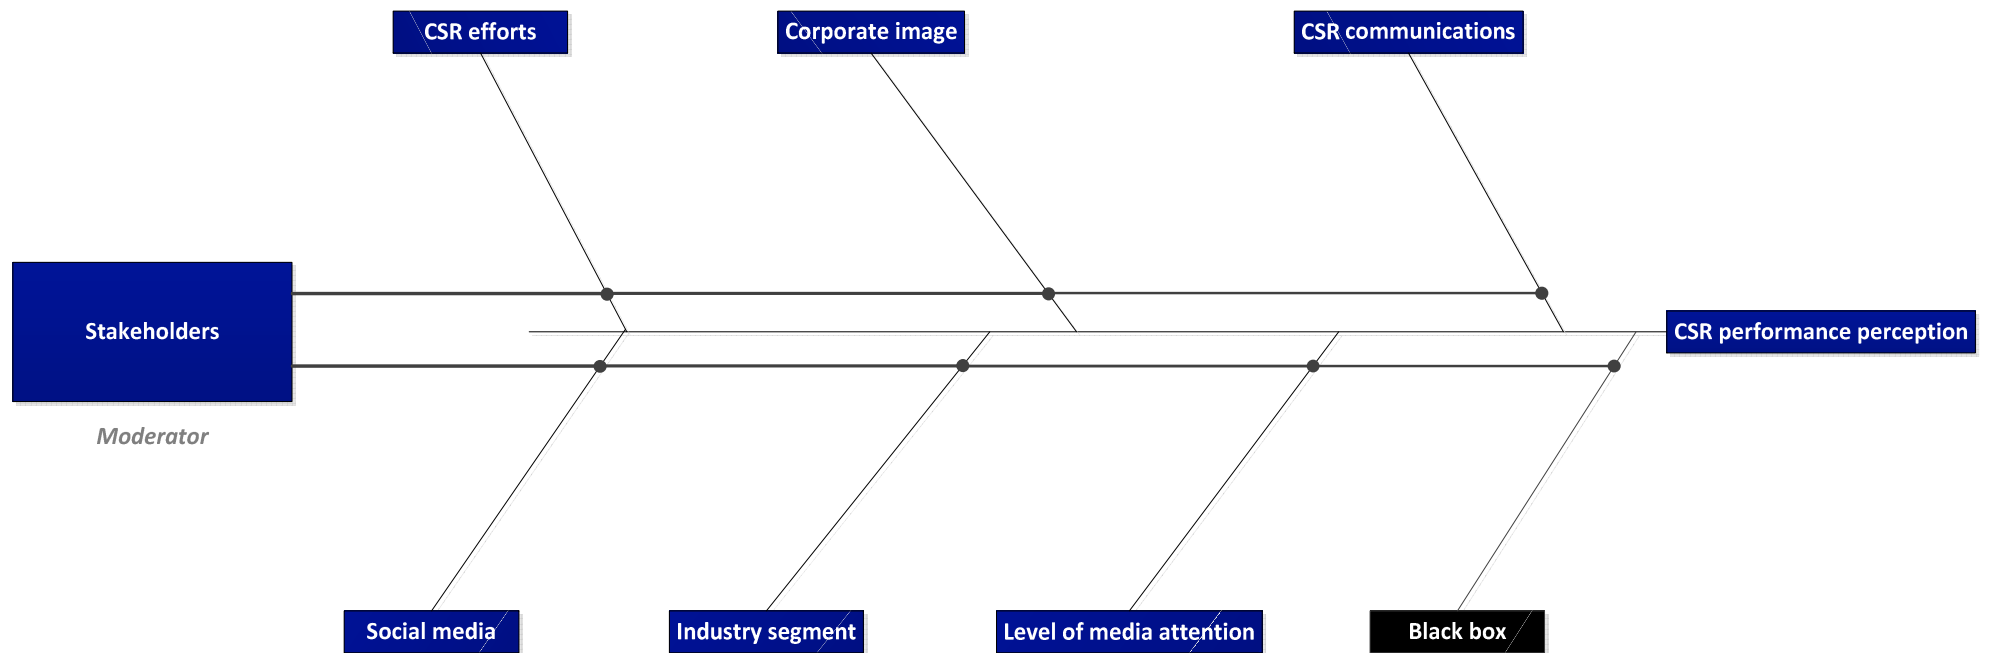 CSR efforts
Corporate image
CSR communications
Stakeholders
CSR performance perception
Moderator
Social media
Industry segment
Level of media attention
Black box